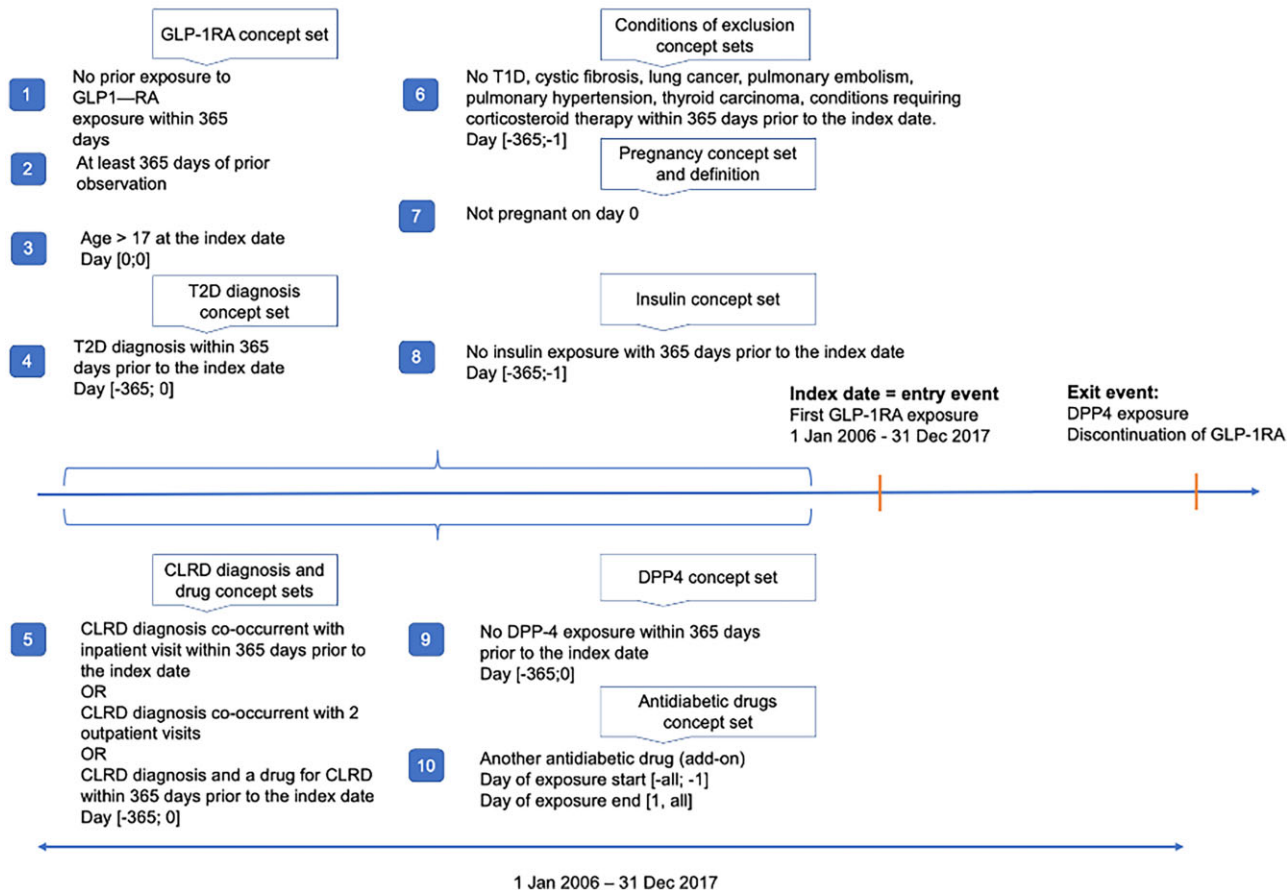 GLP-1RA concept set
1
No prior exposure to
GLP1—RA
exposure within 365
days
2
At least 365 days of prior
observation
3
Age > 17 at the index date
Day [0;0]
T2D diagnosis
concept set
4
T2D diagnosis within 365
days prior to the index date
Day [-365; 0]
Conditions of exclusion
concept sets
6
No T1D, cystic fibrosis, lung cancer, pulmonary embolism,
pulmonary hypertension, thyroid carcinoma, conditions requiring
corticosteroid therapy within 365 days prior to the index date.
Day [-365;-1]
Pregnancy concept set
and definition
7
Not pregnant on day 0
Insulin concept set
8
No insulin exposure with 365 days prior to the index date
Day [-365;-1]
Index date = entry event
First GLP-1RA exposure
1 Jan 2006 - 31 Dec 2017
Exit event:
DPP4 exposure
Discontinuation of GLP-1RA
CLRD diagnosis and
drug concept sets
5
CLRD diagnosis co-occurrent with
inpatient visit within 365 days prior to
the index date
OR
CLRD diagnosis co-occurrent with 2
outpatient visits
OR
CLRD diagnosis and a drug for CLRD
within 365 days prior to the index date
Day [-365; 0]
DPP4 concept set
9
No DPP-4 exposure within 365 days
prior to the index date
Day [-365;0]
Antidiabetic drugs
concept set
10
Another antidiabetic drug (add-on)
Day of exposure start [-all; -1]
Day of exposure end [1, all]
1 Jan 2006 – 31 Dec 2017